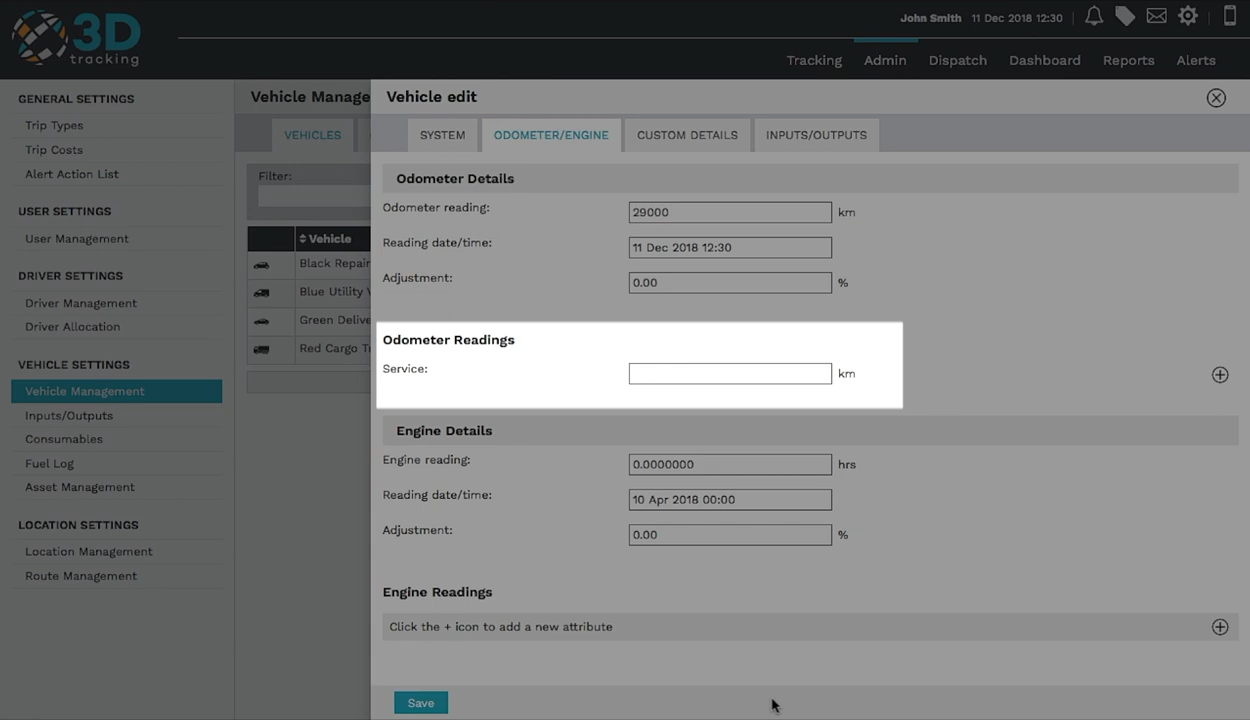 3D
tracking
John Smith 11 Dec 2018 12:30
Tracking Admin Dispatch Dashboard Reports Alerts
GENERAL SETTINGS
Trip Types
Trip Costs
Alert Action List
USER SETTINGS
User Management
DRIVER SETTINGS
Driver Management
Driver Allocation
VEHICLE SETTINGS
Vehicle Management
Inputs/Outputs
Consumables
Fuel Log
Asset Management
LOCATION SETTINGS
Location Management
Route Management
Vehicle Manage
VEHICLES
Filter:
Vehicle
Black Repair
Blue Utility V
Green Delive
Red Cargo Tr
Vehicle edit
SYSTEM ODOMETER/ENGINE CUSTOM DETAILS INPUTS/OUTPUTS
Odometer Details
Odometer reading: 29000 km
Reading date/time: 11 Dec 2018 12:30
Adjustment: 0.00 %
Odometer Readings
Service: km
Engine Details
Engine reading: 0.0000000 hrs
Reading date/time: 10 Apr 2018 00:00
Adjustment: 0.00 %
Engine Readings
Click the + icon to add a new attribute
Save